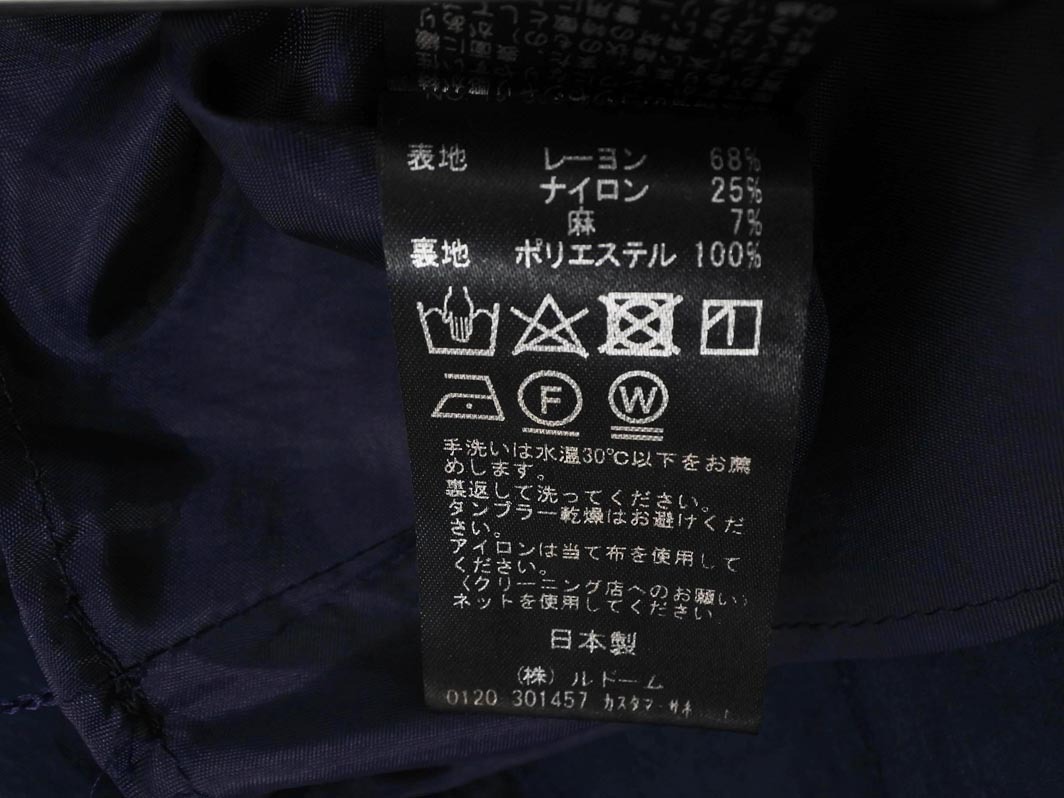 表地 レーヨン 68%
ナイロン 25%
麻 7%
裏地 ポリエステル 100%
F W
手洗いは水温30℃以下をお薦
めします。
裏返して洗ってください。
タンブラー乾燥はお避けくだ
さい。
アイロンは当て布を使用して
ください。
〈クリーニング店へのお願い〉
ネットを使用してください
日本製
(株) ルドーム
0120 301457 カスタマ